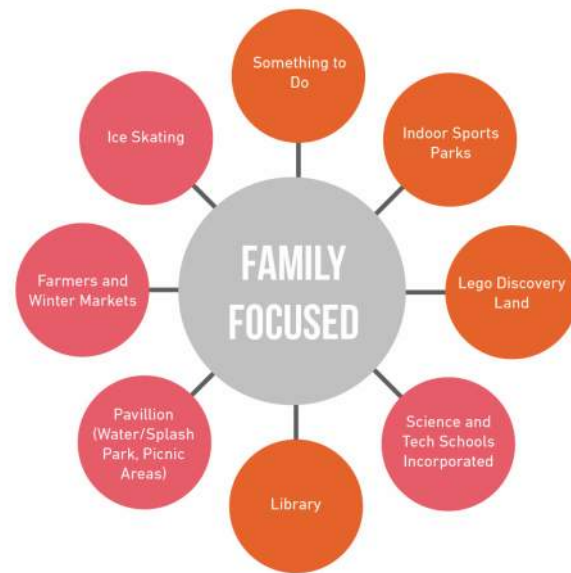 Something to
Do
Indoor Sports
Parks
Lego Discovery
Land
Science and
Tech Schools
Incorporated
Library
Pavillion
(Water/Splash
Park, Picnic
Areas)
Farmers and
Winter Markets
Ice Skating
FAMILY
FOCUSED